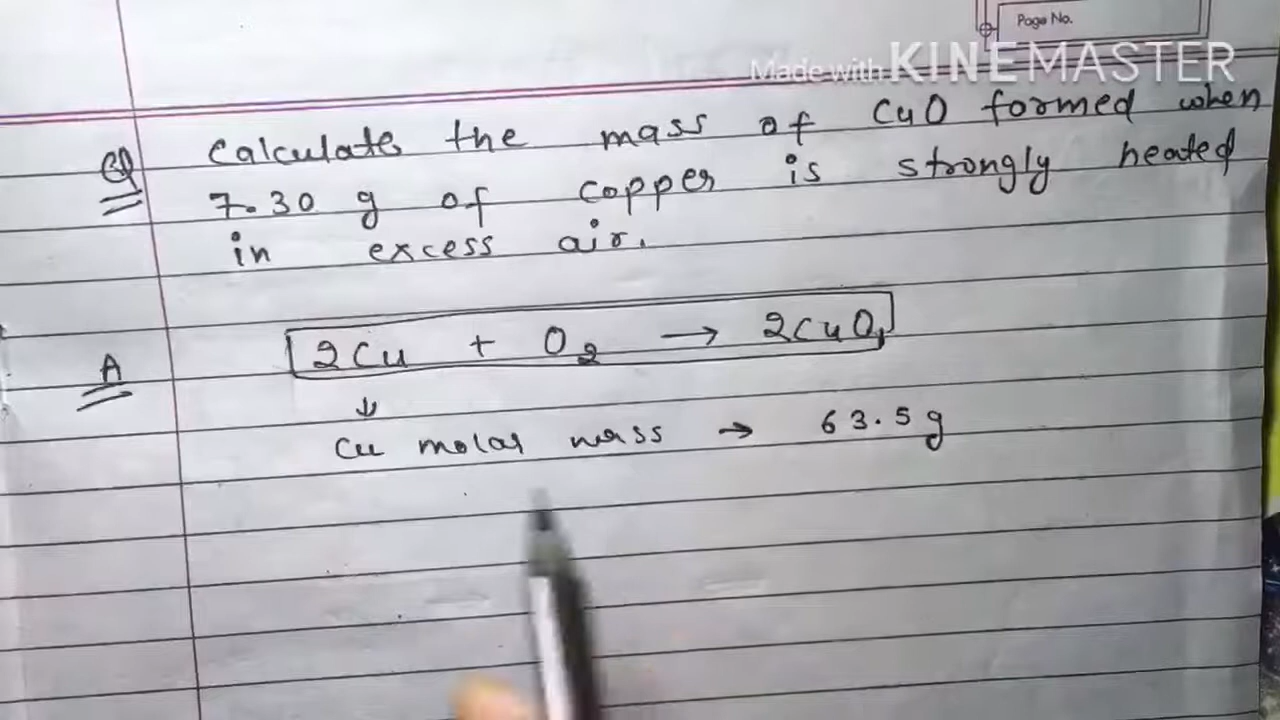 Page No.
Made with KINEMASTER
Q Calculate the mass of CuO formed when
7.30 g of copper is strongly heated
in excess air.
A 2Cu + O2 → 2CuO
↓
Cu molar mass → 63.5 g